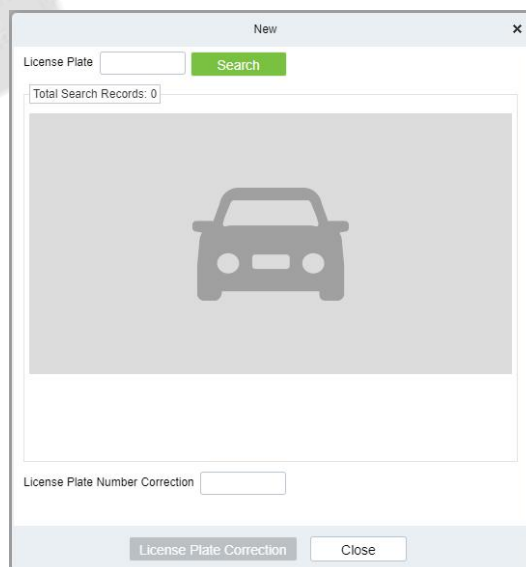 New ×
License Plate Search
Total Search Records: 0
License Plate Number Correction
License Plate Correction Close